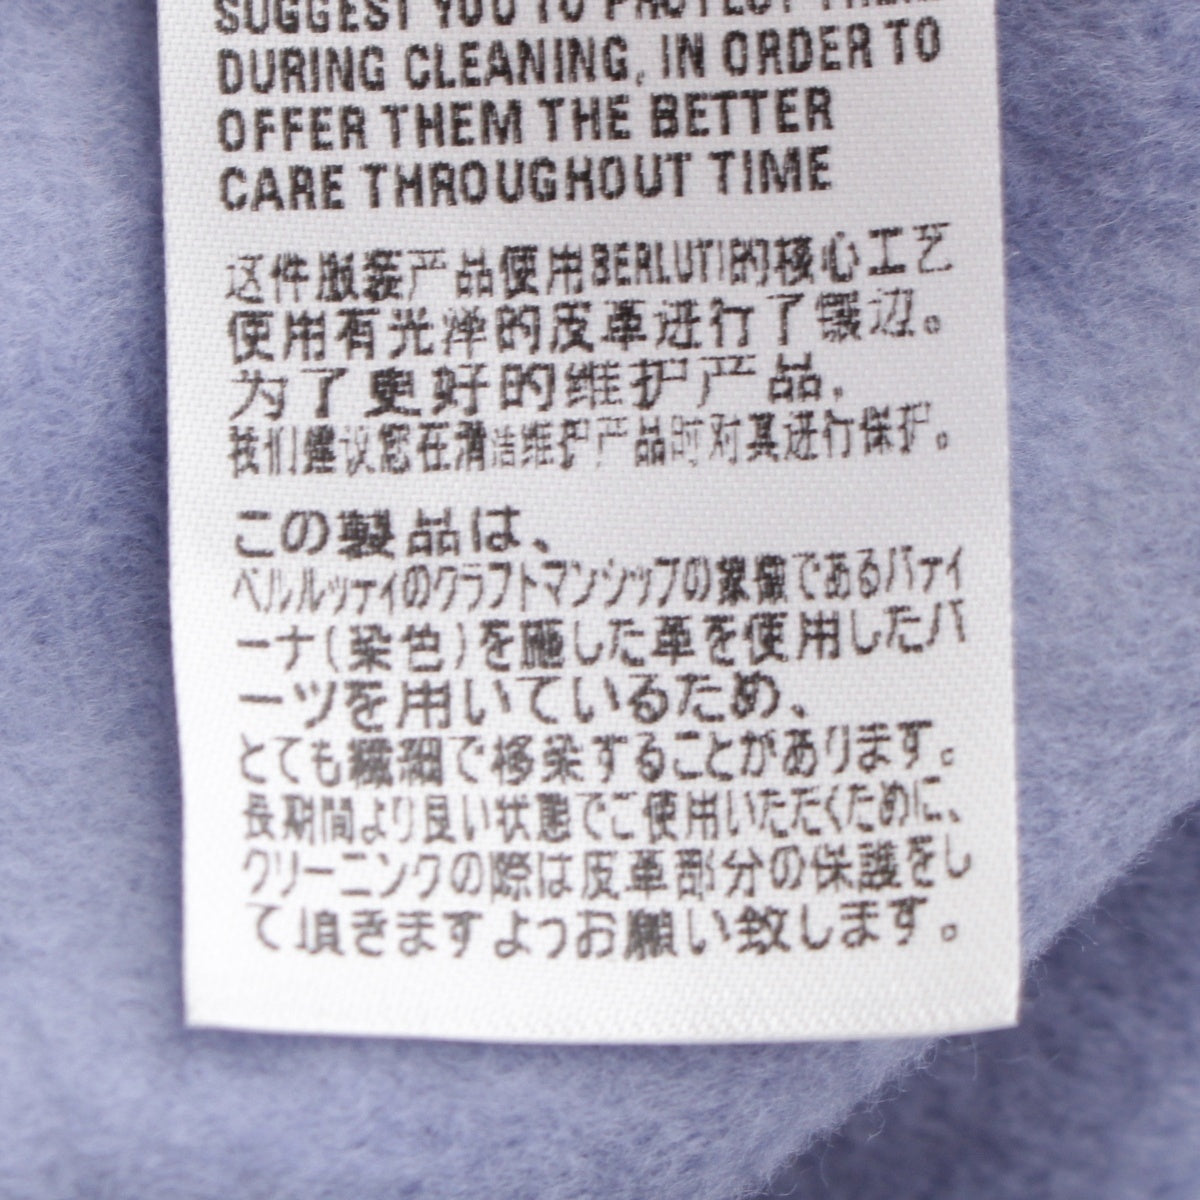 SUGGEST YOU TO PROTECT THEM
DURING CLEANING, IN ORDER TO
OFFER THEM THE BETTER
CARE THROUGHOUT TIME
这件服装产品使用BERLUTI的核心工艺
使用有光泽的皮革进行了镶边。
为了更好的维护产品，
我们建议您在清洁维护产品时对其进行保护。
この製品は、
ベルルッティのクラフトマンシップの象徴であるパティ
ーナ(染色)を施した革を使用したパ
ーツを用いているため、
とても繊細で移染することがあります。
長期間より良い状態でご使用いただくために、
クリーニングの際は皮革部分の保護をし
て頂きますようお願い致します。